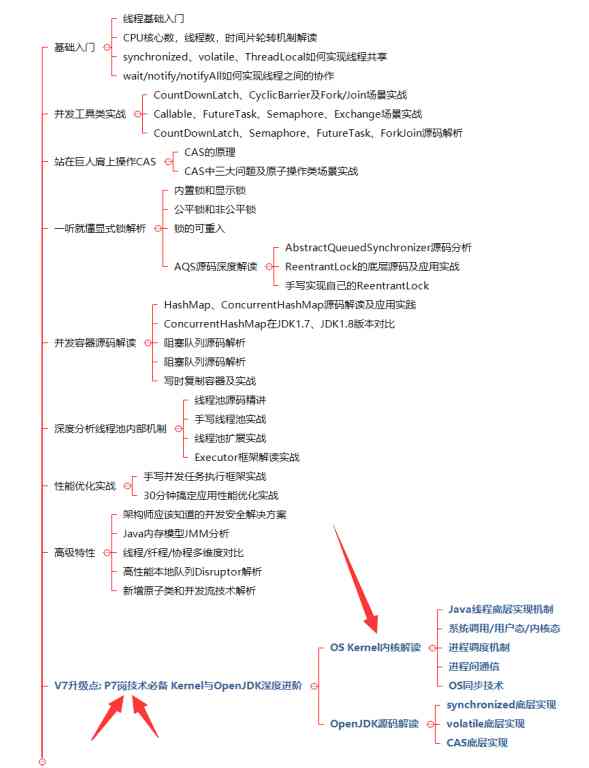 基础入门
线程基础入门
CPU核心数，线程数，时间片轮转机制解读
synchronized、volatile、ThreadLocal如何实现线程共享
wait/notify/notifyAll如何实现线程之间的协作
并发工具类实战
CountDownLatch、CyclicBarrier及Fork/Join场景实战
Callable、FutureTask、Semaphore、Exchange场景实战
CountDownLatch、Semaphore、FutureTask、ForkJoin源码解析
站在巨人肩上操作CAS
CAS的原理
CAS中三大问题及原子操作类场景实战
一听就懂显式锁解析
内置锁和显示锁
公平锁和非公平锁
锁的可重入
AQS源码深度解读
AbstractQueuedSynchronizer源码分析
ReentrantLock的底层源码及应用实战
手写实现自己的ReentrantLock
并发容器源码解读
HashMap、ConcurrentHashMap源码解读及应用实践
ConcurrentHashMap在JDK1.7、JDK1.8版本对比
阻塞队列源码解析
阻塞队列源码解析
写时复制容器及实战
深度分析线程池内部机制
线程池源码精讲
手写线程池实战
线程池扩展实战
Executor框架解读实战
性能优化实战
手写并发任务执行框架实战
30分钟搞定应用性能优化实战
高级特性
架构师应该知道的并发安全解决方案
Java内存模型JMM分析
线程/纤程/协程多维度对比
高性能本地队列Disruptor解析
新增原子类和并发流技术解析
V7升级点; P7岗技术必备 Kernel与OpenJDK深度进阶
OS Kernel内核解读
Java线程底层实现机制
系统调用/用户态/内核态
进程调度机制
进程间通信
OS同步技术
OpenJDK源码解读
synchronized底层实现
volatile底层实现
CAS底层实现